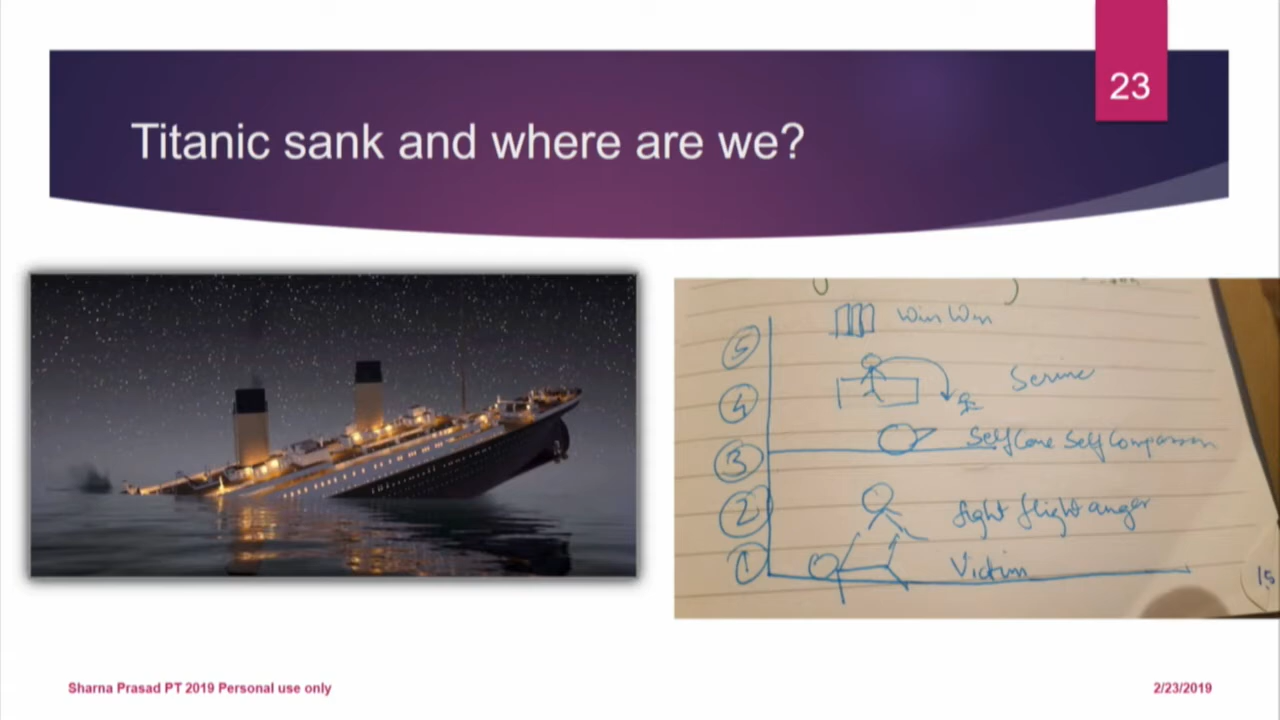 23
Titanic sank and where are we?
5 Win Win
4 Service
3 Self Care Self Compassion
2 fight flight anger
1 Victim
15
Sharna Prasad PT 2019 Personal use only
2/23/2019